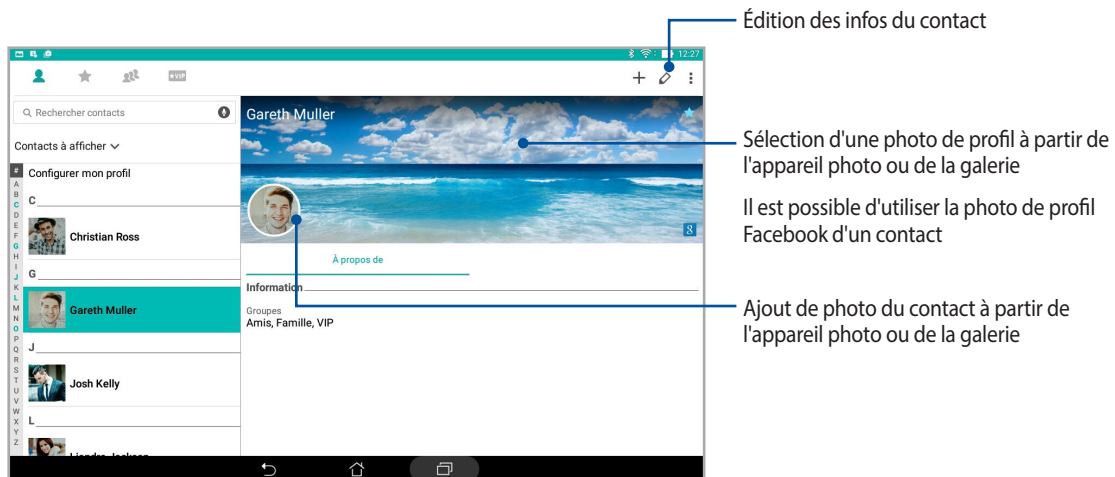 Édition des infos du contact
12:27
VIP
Rechercher contacts
Contacts à afficher
#
A
B
C
D
E
F
G
H
I
J
K
L
M
N
O
P
Q
R
S
T
U
V
W
X
Y
Z
Configurer mon profil
C
Christian Ross
G
Gareth Muller
J
Josh Kelly
L
Gareth Muller
8
À propos de
Information
Groupes
Amis, Famille, VIP
Sélection d'une photo de profil à partir de
l'appareil photo ou de la galerie
Il est possible d'utiliser la photo de profil
Facebook d'un contact
Ajout de photo du contact à partir de
l'appareil photo ou de la galerie